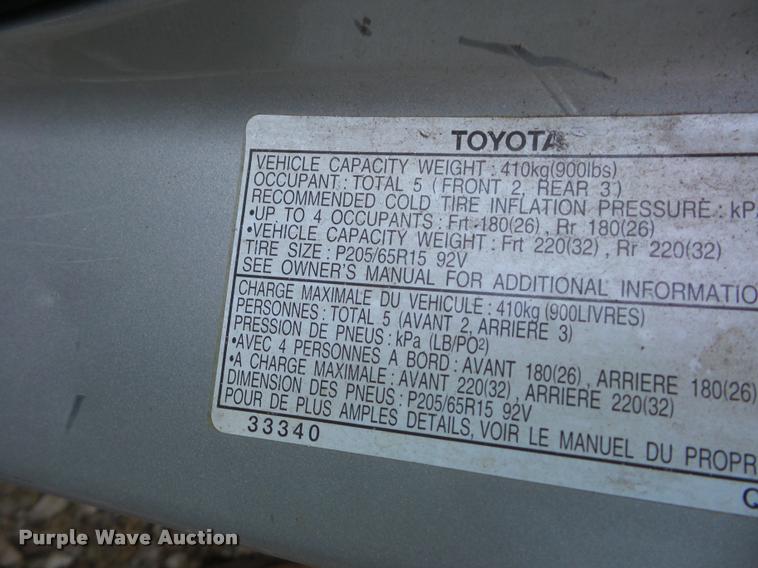 TOYOTA
VEHICLE CAPACITY WEIGHT : 410kg(900lbs)
OCCUPANT : TOTAL 5 (FRONT 2, REAR 3)
RECOMMENDED COLD TIRE INFLATION PRESSURE : kPa
•UP TO 4 OCCUPANTS : Frt 180(26) , Rr 180(26)
•VEHICLE CAPACITY WEIGHT : Frt 220(32) , Rr 220(32)
TIRE SIZE : P205/65R15 92V
SEE OWNER'S MANUAL FOR ADDITIONAL INFORMATIO
CHARGE MAXIMALE DU VEHICULE : 410kg (900LIVRES)
PERSONNES : TOTAL 5 (AVANT 2, ARRIERE 3)
PRESSION DE PNEUS : kPa (LB/PO²)
•AVEC 4 PERSONNES A BORD : AVANT 180(26) , ARRIERE 180(26)
•A CHARGE MAXIMALE : AVANT 220(32) , ARRIERE 220(32)
DIMENSION DES PNEUS : P205/65R15 92V
POUR DE PLUS AMPLES DETAILS, VOIR LE MANUEL DU PROPR
33340
Purple Wave Auction®